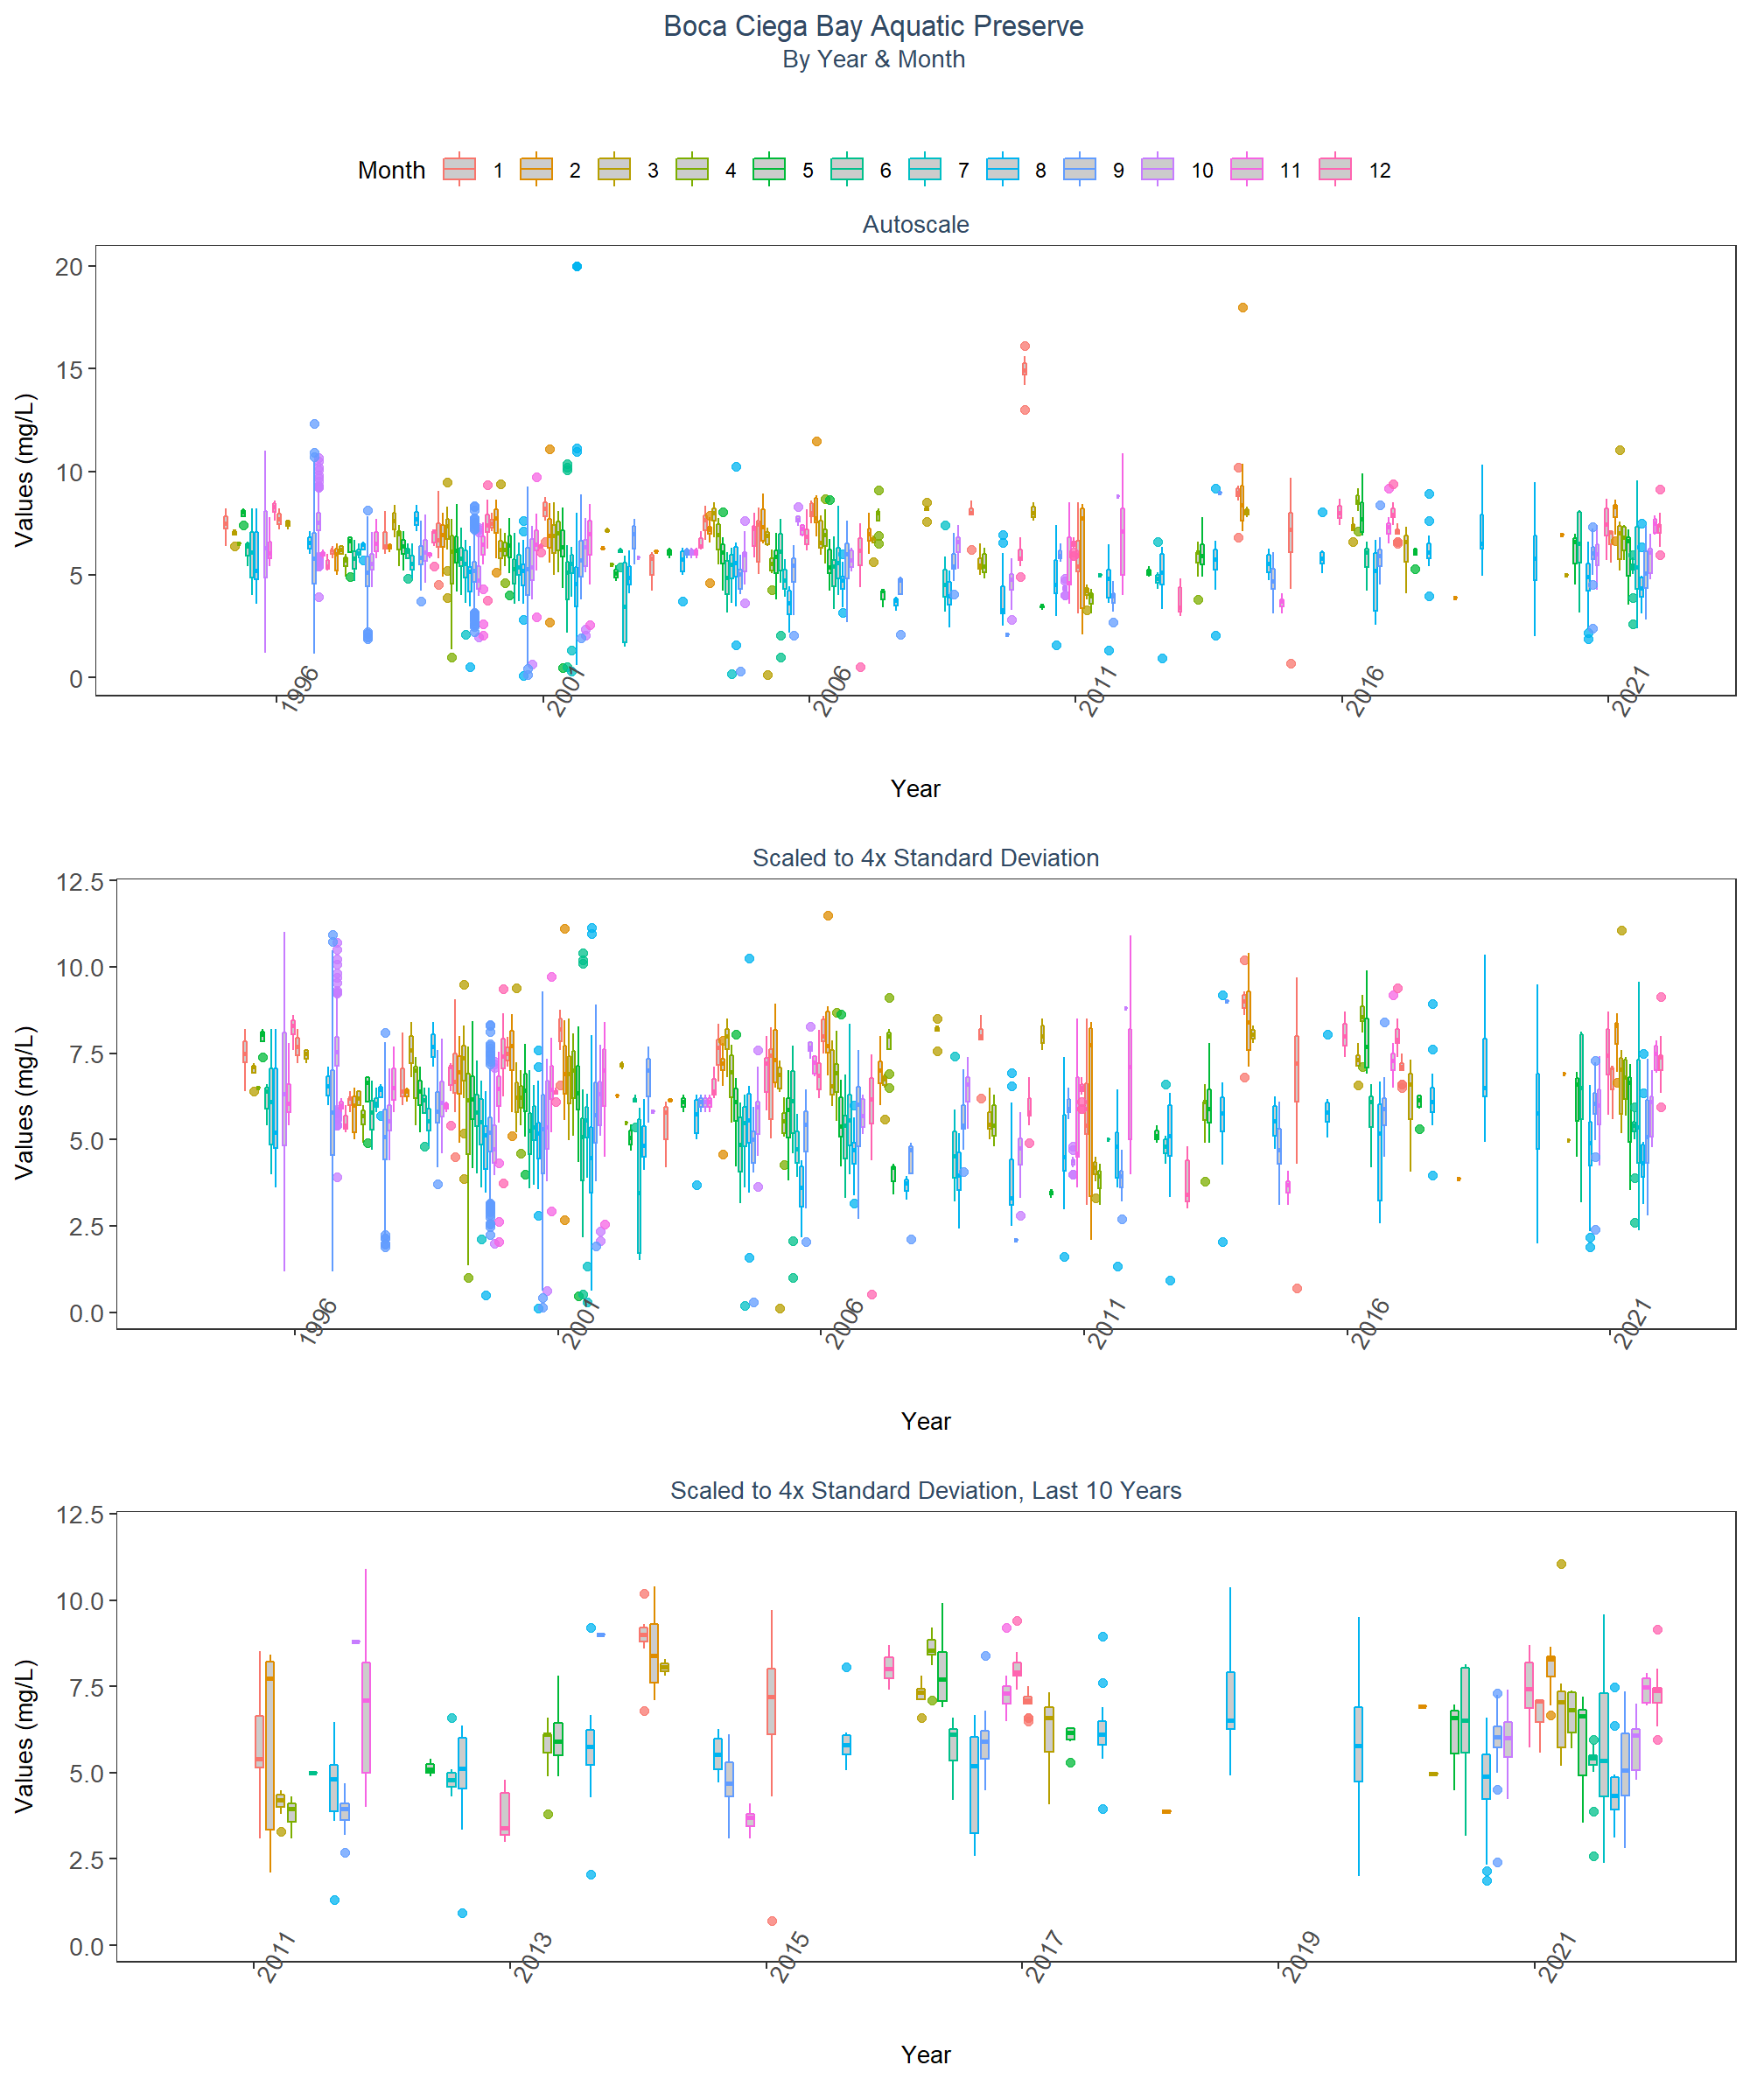 Boca Ciega Bay Aquatic Preserve
By Year & Month
Month 1 2 3 4 5 6 7 8 9 10 11 12
Autoscale
20
15
10
5
0
Values (mg/L)
1996 2001 2006 2011 2016 2021
Year
Scaled to 4x Standard Deviation
12.5
10.0
7.5
5.0
2.5
0.0
Values (mg/L)
1996 2001 2006 2011 2016 2021
Year
Scaled to 4x Standard Deviation, Last 10 Years
12.5
10.0
7.5
5.0
2.5
0.0
Values (mg/L)
2011 2013 2015 2017 2019 2021
Year